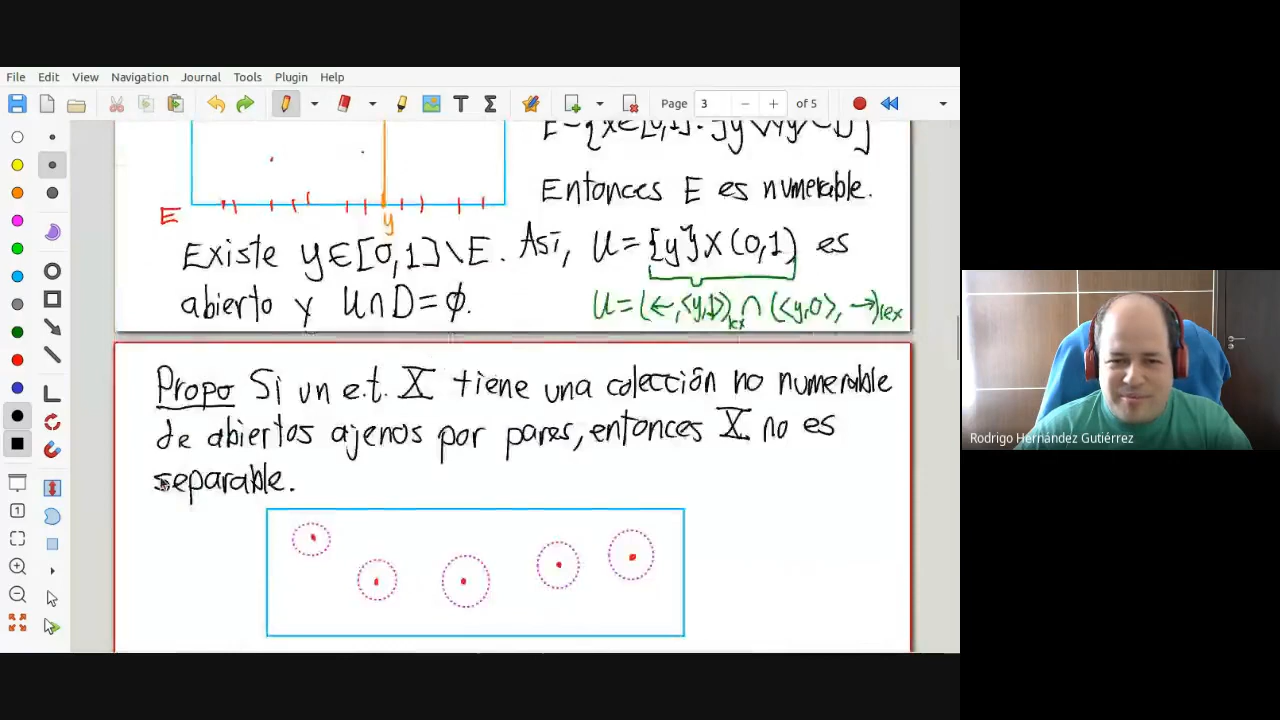 File Edit View Navigation Journal Tools Plugin Help
Page 3 of 5
Entonces E es numerable.
E
y
Existe y∈[0,1]\E. Así, U={y}×(0,1) es
abierto y U∩D=∅.
U=(←,⟨y,1⟩)lex∩(⟨y,0⟩,→)lex
Propo Si un e.t. X tiene una colección no numerable
de abiertos ajenos por pares, entonces X no es
separable.
Rodrigo Hernández Gutiérrez